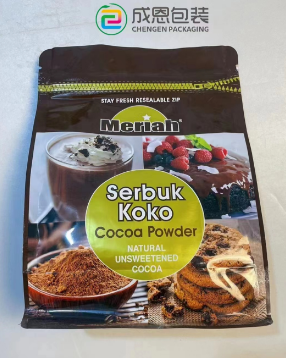 成恩包装
CHENGEN PACKAGING
STAY FRESH RESEALABLE ZIP
Meriah
Serbuk
Koko
Cocoa Powder
NATURAL
UNSWEETENED
COCOA